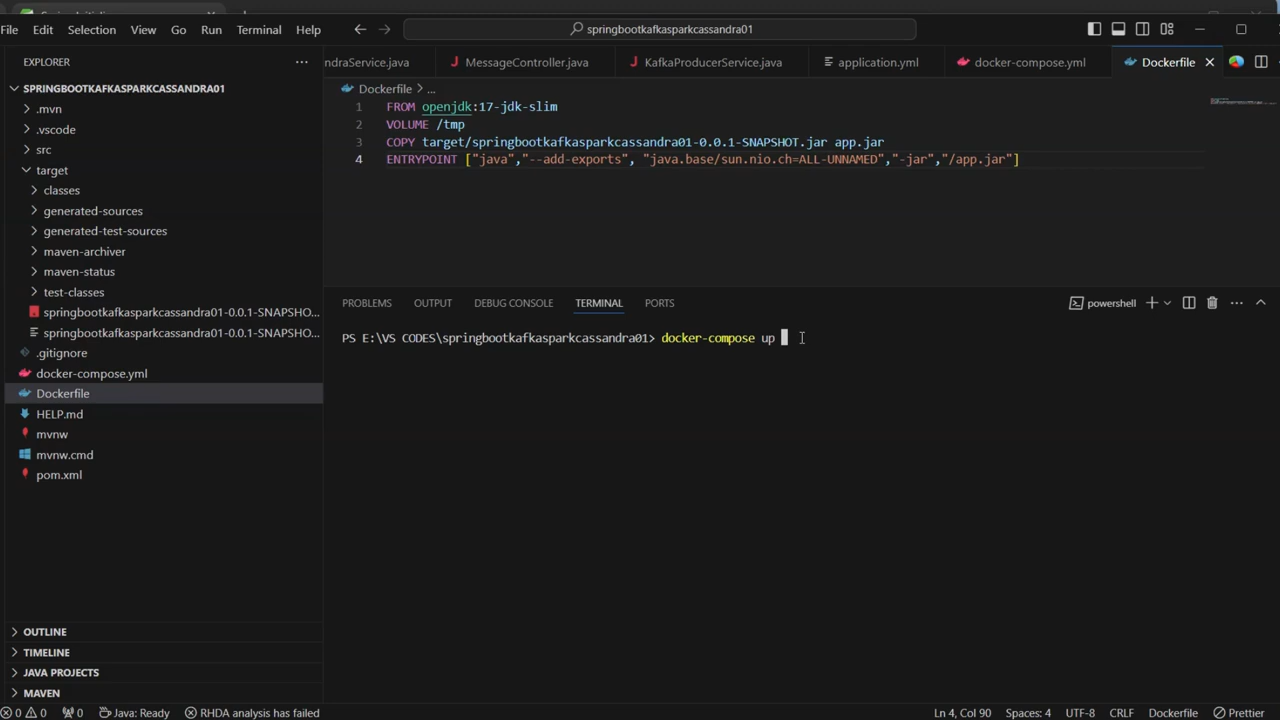 File Edit Selection View Go Run Terminal Help
springbootkafkasparkcassandra01
EXPLORER
ndraService.java MessageController.java KafkaProducerService.java application.yml docker-compose.yml Dockerfile
SPRINGBOOTKAFKASPARKCASSANDRA01
.mvn
.vscode
src
target
classes
generated-sources
generated-test-sources
maven-archiver
maven-status
test-classes
springbootkafkasparkcassandra01-0.0.1-SNAPSHO...
springbootkafkasparkcassandra01-0.0.1-SNAPSHO...
.gitignore
docker-compose.yml
Dockerfile
HELP.md
mvnw
mvnw.cmd
pom.xml
OUTLINE
TIMELINE
JAVA PROJECTS
MAVEN
Dockerfile > ...
1 FROM openjdk:17-jdk-slim
2 VOLUME /tmp
3 COPY target/springbootkafkasparkcassandra01-0.0.1-SNAPSHOT.jar app.jar
4 ENTRYPOINT ["java","--add-exports", "java.base/sun.nio.ch=ALL-UNNAMED","-jar","/app.jar"]
PROBLEMS OUTPUT DEBUG CONSOLE TERMINAL PORTS powershell
PS E:\VS CODES\springbootkafkasparkcassandra01> docker-compose up
0 0 0 Java: Ready RHDA analysis has failed Ln 4, Col 90 Spaces: 4 UTF-8 CRLF Dockerfile Prettier